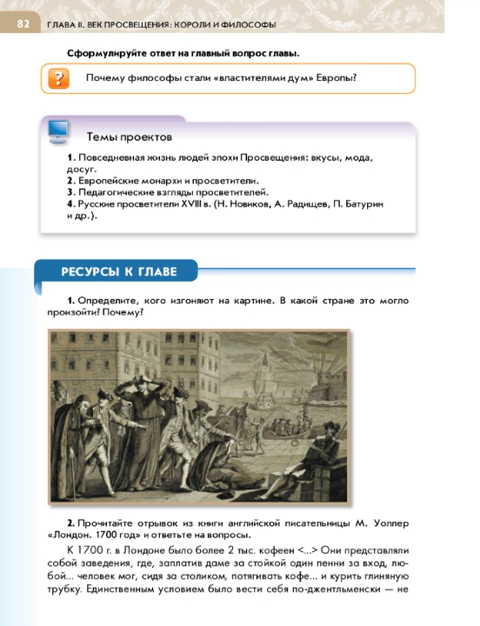 82
ГЛАВА II. ВЕК ПРОСВЕЩЕНИЯ: КОРОЛИ И ФИЛОСОФЫ
Сформулируйте ответ на главный вопрос главы.
?
Почему философы стали «властителями дум» Европы?
Темы проектов
1. Повседневная жизнь людей эпохи Просвещения: вкусы, мода,
досуг.
2. Европейские монархи и просветители.
3. Педагогические взгляды просветителей.
4. Русские просветители XVIII в. (Н. Новиков, А. Радищев, П. Батурин
и др.).
РЕСУРСЫ К ГЛАВЕ
1. Определите, кого изгоняют на картине. В какой стране это могло
произойти? Почему?
2. Прочитайте отрывок из книги английской писательницы М. Уоллер
«Лондон. 1700 год» и ответьте на вопросы.
К 1700 г. в Лондоне было более 2 тыс. кофеен <...> Они представляли
собой заведения, где, заплатив даме за стойкой один пенни за вход, лю-
бой... человек мог, сидя за столиком, потягивать кофе... и курить глиняную
трубку. Единственным условием было вести себя по-джентльменски — не